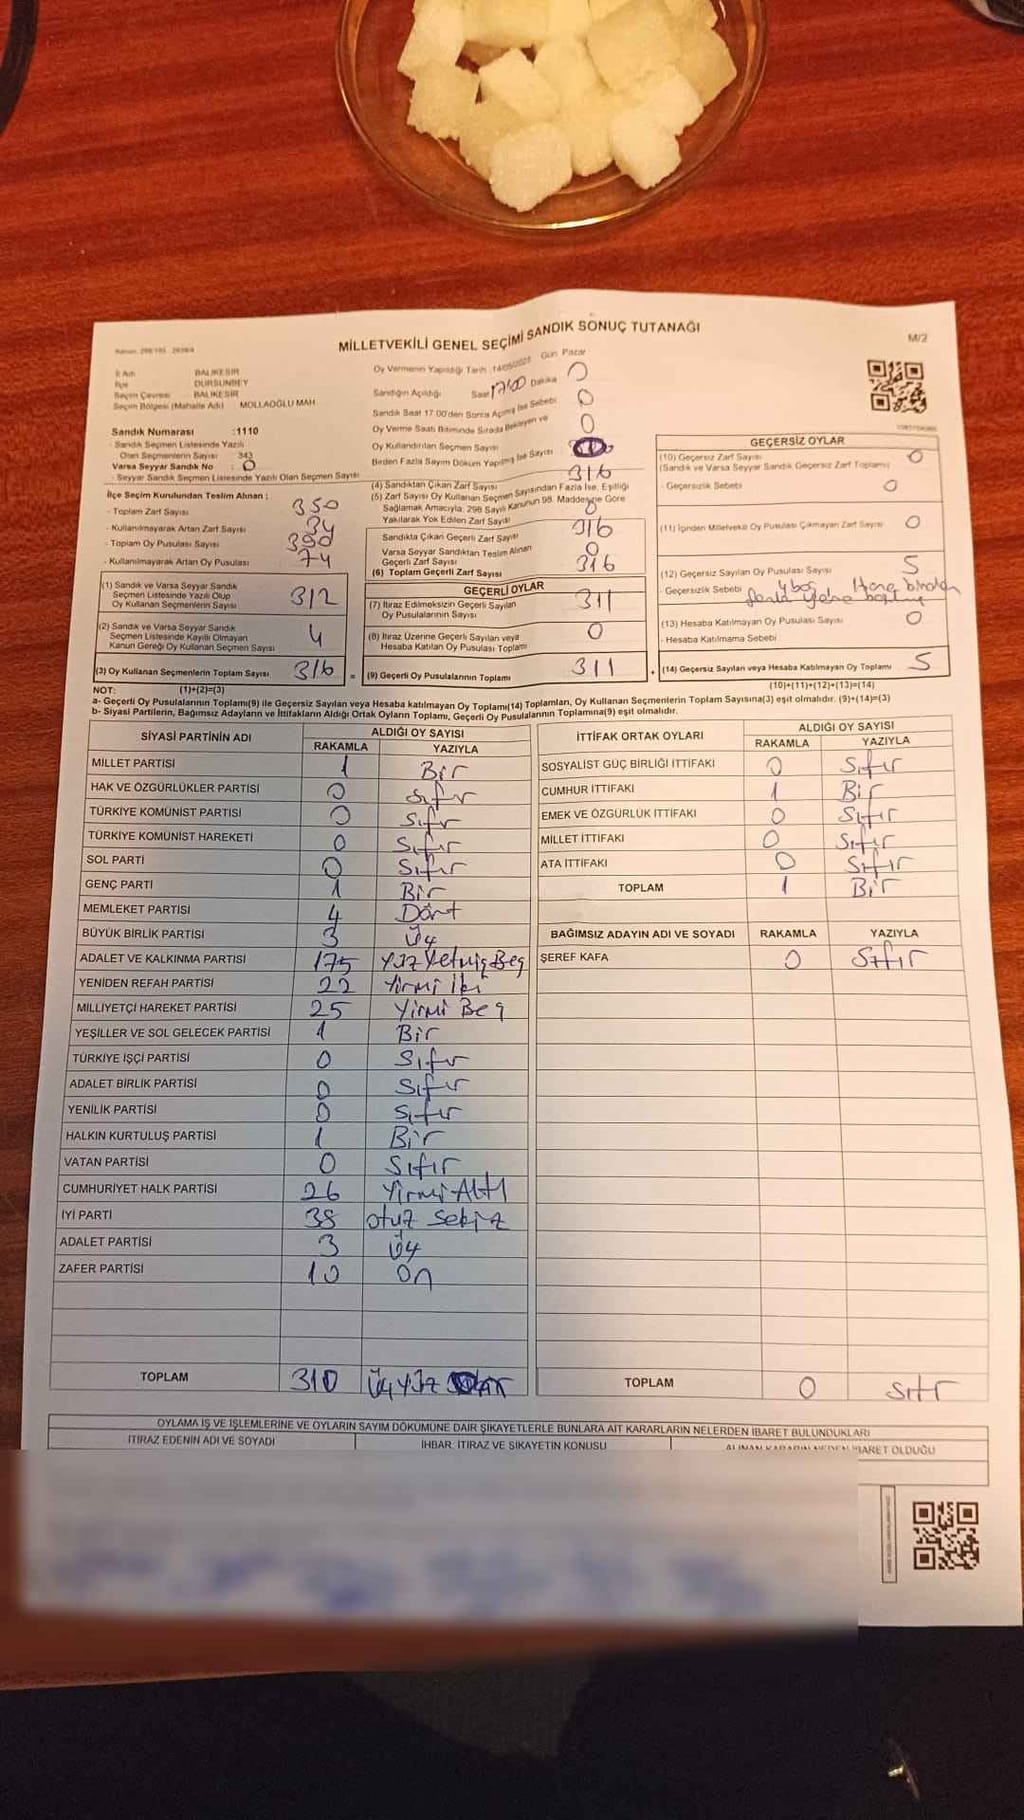 MİLLETVEKİLİ GENEL SEÇİMİ SANDIK SONUÇ TUTANAĞI
M/2
İl Adı BALIKESİR
İlçe DURSUNBEY
Seçim Çevresi BALIKESİR
Seçim Bölgesi (Mahalle Adı) MOLLAOĞLU MAH
Sandık Numarası :1110
Sandık Seçmen Listesinde Yazılı
Olan Seçmenlerin Sayısı 343
Varsa Seyyar Sandık No : 0
- Seyyar Sandık Seçmen Listesinde Yazılı Olan Seçmen Sayısı
İlçe Seçim Kurulundan Teslim Alınan ;
- Toplam Zarf Sayısı 350
- Kullanılmayarak Artan Zarf Sayısı 34
- Toplam Oy Pusulası Sayısı
- Kullanılmayarak Artan Oy Pusulası 74
(1) Sandık ve Varsa Seyyar Sandık
Seçmen Listesinde Yazılı Olup
Oy Kullanan Seçmenlerin Sayısı 312
(2) Sandık ve Varsa Seyyar Sandık
Seçmen Listesinde Kayıtlı Olmayan
Kanun Gereği Oy Kullanan Seçmen Sayısı 4
(3) Oy Kullanan Seçmenlerin Toplam Sayısı 316
(1)+(2)=(3)
Oy Vermenin Yapıldığı Tarih :14/05/2023 Gün Pazar
Sandığın Açıldığı Saat 17:00 Dakika 0
Sandık Saat 17.00'den Sonra Açılmış İse Sebebi 0
Oy Verme Saati Bitiminde Sırada Bekleyen ve
Oy Kullandırılan Seçmen Sayısı 0
Birden Fazla Sayım Döküm Yapılmış İse Sayısı
(4) Sandıktan Çıkan Zarf Sayısı 316
(5) Zarf Sayısı Oy Kullanan Seçmen Sayısından Fazla İse, Eşitliği
Sağlamak Amacıyla; 298 Sayılı Kanunun 98. Maddesine Göre
Yakılarak Yok Edilen Zarf Sayısı 0
Sandıkta Çıkan Geçerli Zarf Sayısı 316
Varsa Seyyar Sandıktan Teslim Alınan
Geçerli Zarf Sayısı 0
(6) Toplam Geçerli Zarf Sayısı 316
GEÇERLİ OYLAR
(7) İtiraz Edilmeksizin Geçerli Sayılan
Oy Pusulalarının Sayısı 311
(8) İtiraz Üzerine Geçerli Sayılan veya
Hesaba Katılan Oy Pusulası Toplamı 0
= (9) Geçerli Oy Pusulalarının Toplamı 311
GEÇERSİZ OYLAR
(10) Geçersiz Zarf Sayısı 0
(Sandık ve Varsa Seyyar Sandık Geçersiz Zarf Toplamı)
- Geçersizlik Sebebi 0
(11) İçinden Milletvekili Oy Pusulası Çıkmayan Zarf Sayısı 0
(12) Geçersiz Sayılan Oy Pusulası Sayısı 5
- Geçersizlik Sebebi 4 boş
(13) Hesaba Katılmayan Oy Pusulası Sayısı 0
- Hesaba Katılmama Sebebi
+ (14) Geçersiz Sayılan veya Hesaba Katılmayan Oy Toplamı 5
(10)+(11)+(12)+(13)=(14)
NOT:
a- Geçerli Oy Pusulalarının Toplamı(9) ile Geçersiz Sayılan veya Hesaba katılmayan Oy Toplamı(14) Toplamları, Oy Kullanan Seçmenlerin Toplam Sayısına(3) eşit olmalıdır. (9)+(14)=(3)
b- Siyasi Partilerin, Bağımsız Adayların ve İttifakların Aldığı Ortak Oyların Toplamı, Geçerli Oy Pusulalarının Toplamına(9) eşit olmalıdır.
SİYASİ PARTİNİN ADI ALDIĞI OY SAYISI
RAKAMLA YAZIYLA
MİLLET PARTİSİ 1 Bir
HAK VE ÖZGÜRLÜKLER PARTİSİ 0 Sıfır
TÜRKİYE KOMÜNİST PARTİSİ 0 Sıfır
TÜRKİYE KOMÜNİST HAREKETİ 0 Sıfır
SOL PARTİ 0 Sıfır
GENÇ PARTİ 1 Bir
MEMLEKET PARTİSİ 4 Dört
BÜYÜK BİRLİK PARTİSİ 3 Üç
ADALET VE KALKINMA PARTİSİ 175 Yüz Yetmiş Beş
YENİDEN REFAH PARTİSİ 22 Yirmi İki
MİLLİYETÇİ HAREKET PARTİSİ 25 Yirmi Beş
YEŞİLLER VE SOL GELECEK PARTİSİ 1 Bir
TÜRKİYE İŞÇİ PARTİSİ 0 Sıfır
ADALET BİRLİK PARTİSİ 0 Sıfır
YENİLİK PARTİSİ 0 Sıfır
HALKIN KURTULUŞ PARTİSİ 1 Bir
VATAN PARTİSİ 0 Sıfır
CUMHURİYET HALK PARTİSİ 26 Yirmi Altı
İYİ PARTİ 38 otuz sekiz
ADALET PARTİSİ 3 Üç
ZAFER PARTİSİ 10 On
TOPLAM 310 Üçyüz
İTTİFAK ORTAK OYLARI ALDIĞI OY SAYISI
RAKAMLA YAZIYLA
SOSYALİST GÜÇ BİRLİĞİ İTTİFAKI 0 Sıfır
CUMHUR İTTİFAKI 1 Bir
EMEK VE ÖZGÜRLÜK İTTİFAKI 0 Sıfır
MİLLET İTTİFAKI 0 Sıfır
ATA İTTİFAKI 0 Sıfır
TOPLAM 1 Bir
BAĞIMSIZ ADAYIN ADI VE SOYADI RAKAMLA YAZIYLA
ŞEREF KAFA 0 Sıfır
TOPLAM 0 Sıfır
OYLAMA İŞ VE İŞLEMLERİNE VE OYLARIN SAYIM DÖKÜMÜNE DAİR ŞİKAYETLERLE BUNLARA AİT KARARLARIN NELERDEN İBARET BULUNDUKLARI
İTİRAZ EDENİN ADI VE SOYADI İHBAR, İTİRAZ VE ŞİKAYETİN KONUSU ALINAN KARARIN NEDEN İBARET OLDUĞU